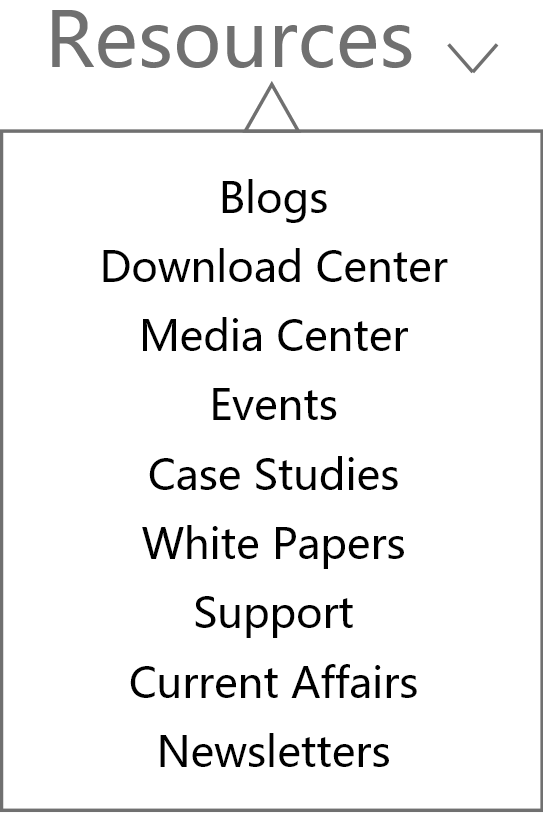 Resources
Blogs
Download Center
Media Center
Events
Case Studies
White Papers
Support
Current Affairs
Newsletters